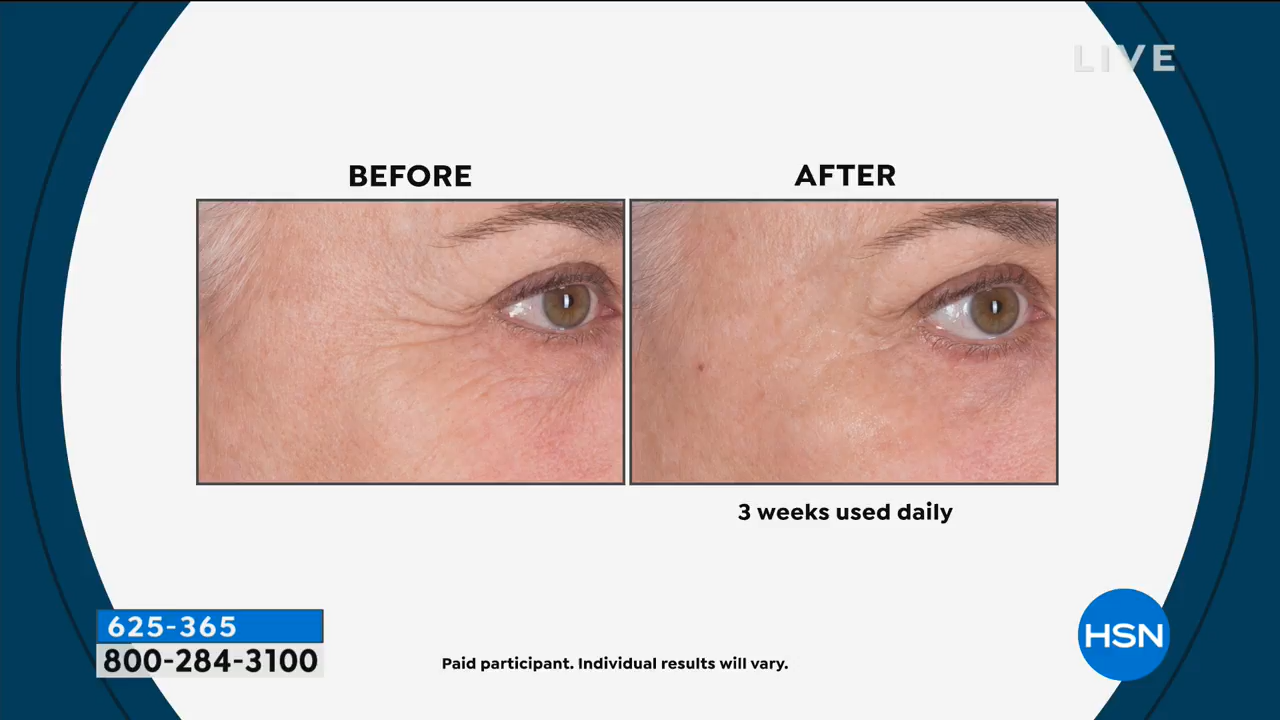 LIVE
BEFORE
AFTER
3 weeks used daily
625-365
800-284-3100
Paid participant. Individual results will vary.
HSN